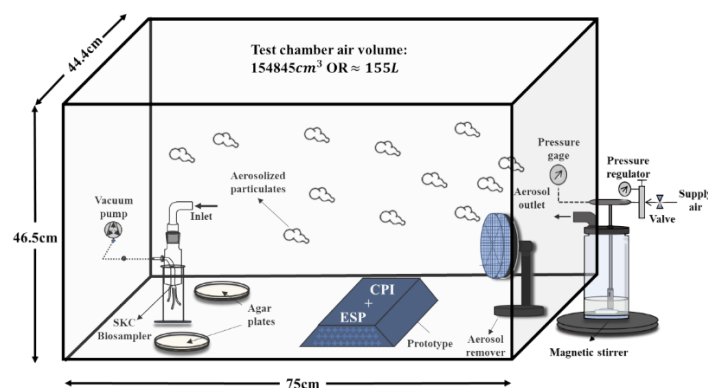 44.4cm
Test chamber air volume:
154845cm³ OR ≈ 155L
Pressure
gage
Pressure
regulator
Aerosolized
particulates
Aerosol
outlet
Supply
air
Valve
Vacuum
pump
Inlet
46.5cm
CPI
+
ESP
SKC
Biosampler
Agar
plates
Prototype
Aerosol
remover
Magnetic stirrer
75cm